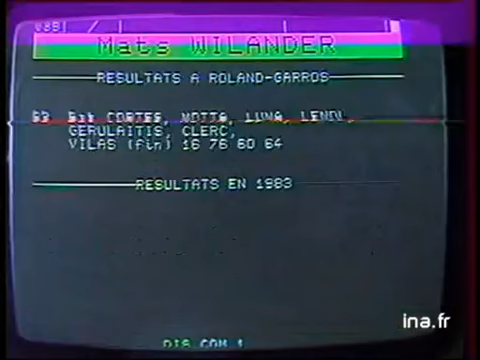 Mats WILANDER
RESULTATS A ROLAND-GARROS
Bat CORTES, MOTTA, LUNA, LENDL,
GERULAITIS, CLERC,
VILAS (fin) 16 76 60 64
RESULTATS EN 1983
ina.fr